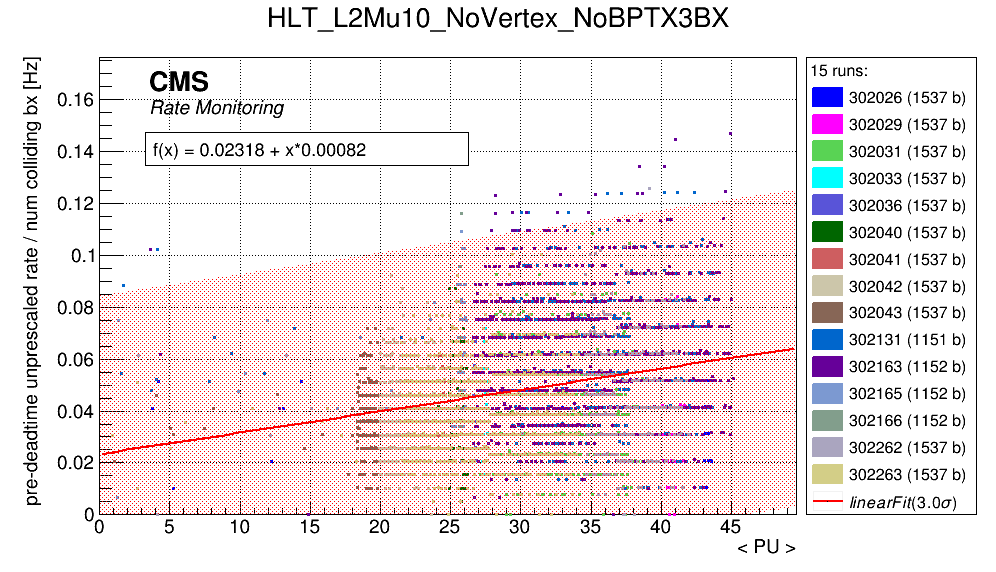 HLT_L2Mu10_NoVertex_NoBPTX3BX
pre-deadtime unprescaled rate / num colliding bx [Hz]
CMS
Rate Monitoring
f(x) = 0.02318 + x*0.00082
0.16
0.14
0.12
0.1
0.08
0.06
0.04
0.02
0
0 5 10 15 20 25 30 35 40 45
< PU >
15 runs:
302026 (1537 b)
302029 (1537 b)
302031 (1537 b)
302033 (1537 b)
302036 (1537 b)
302040 (1537 b)
302041 (1537 b)
302042 (1537 b)
302043 (1537 b)
302131 (1151 b)
302163 (1152 b)
302165 (1152 b)
302166 (1152 b)
302262 (1537 b)
302263 (1537 b)
linearFit(3.0σ)